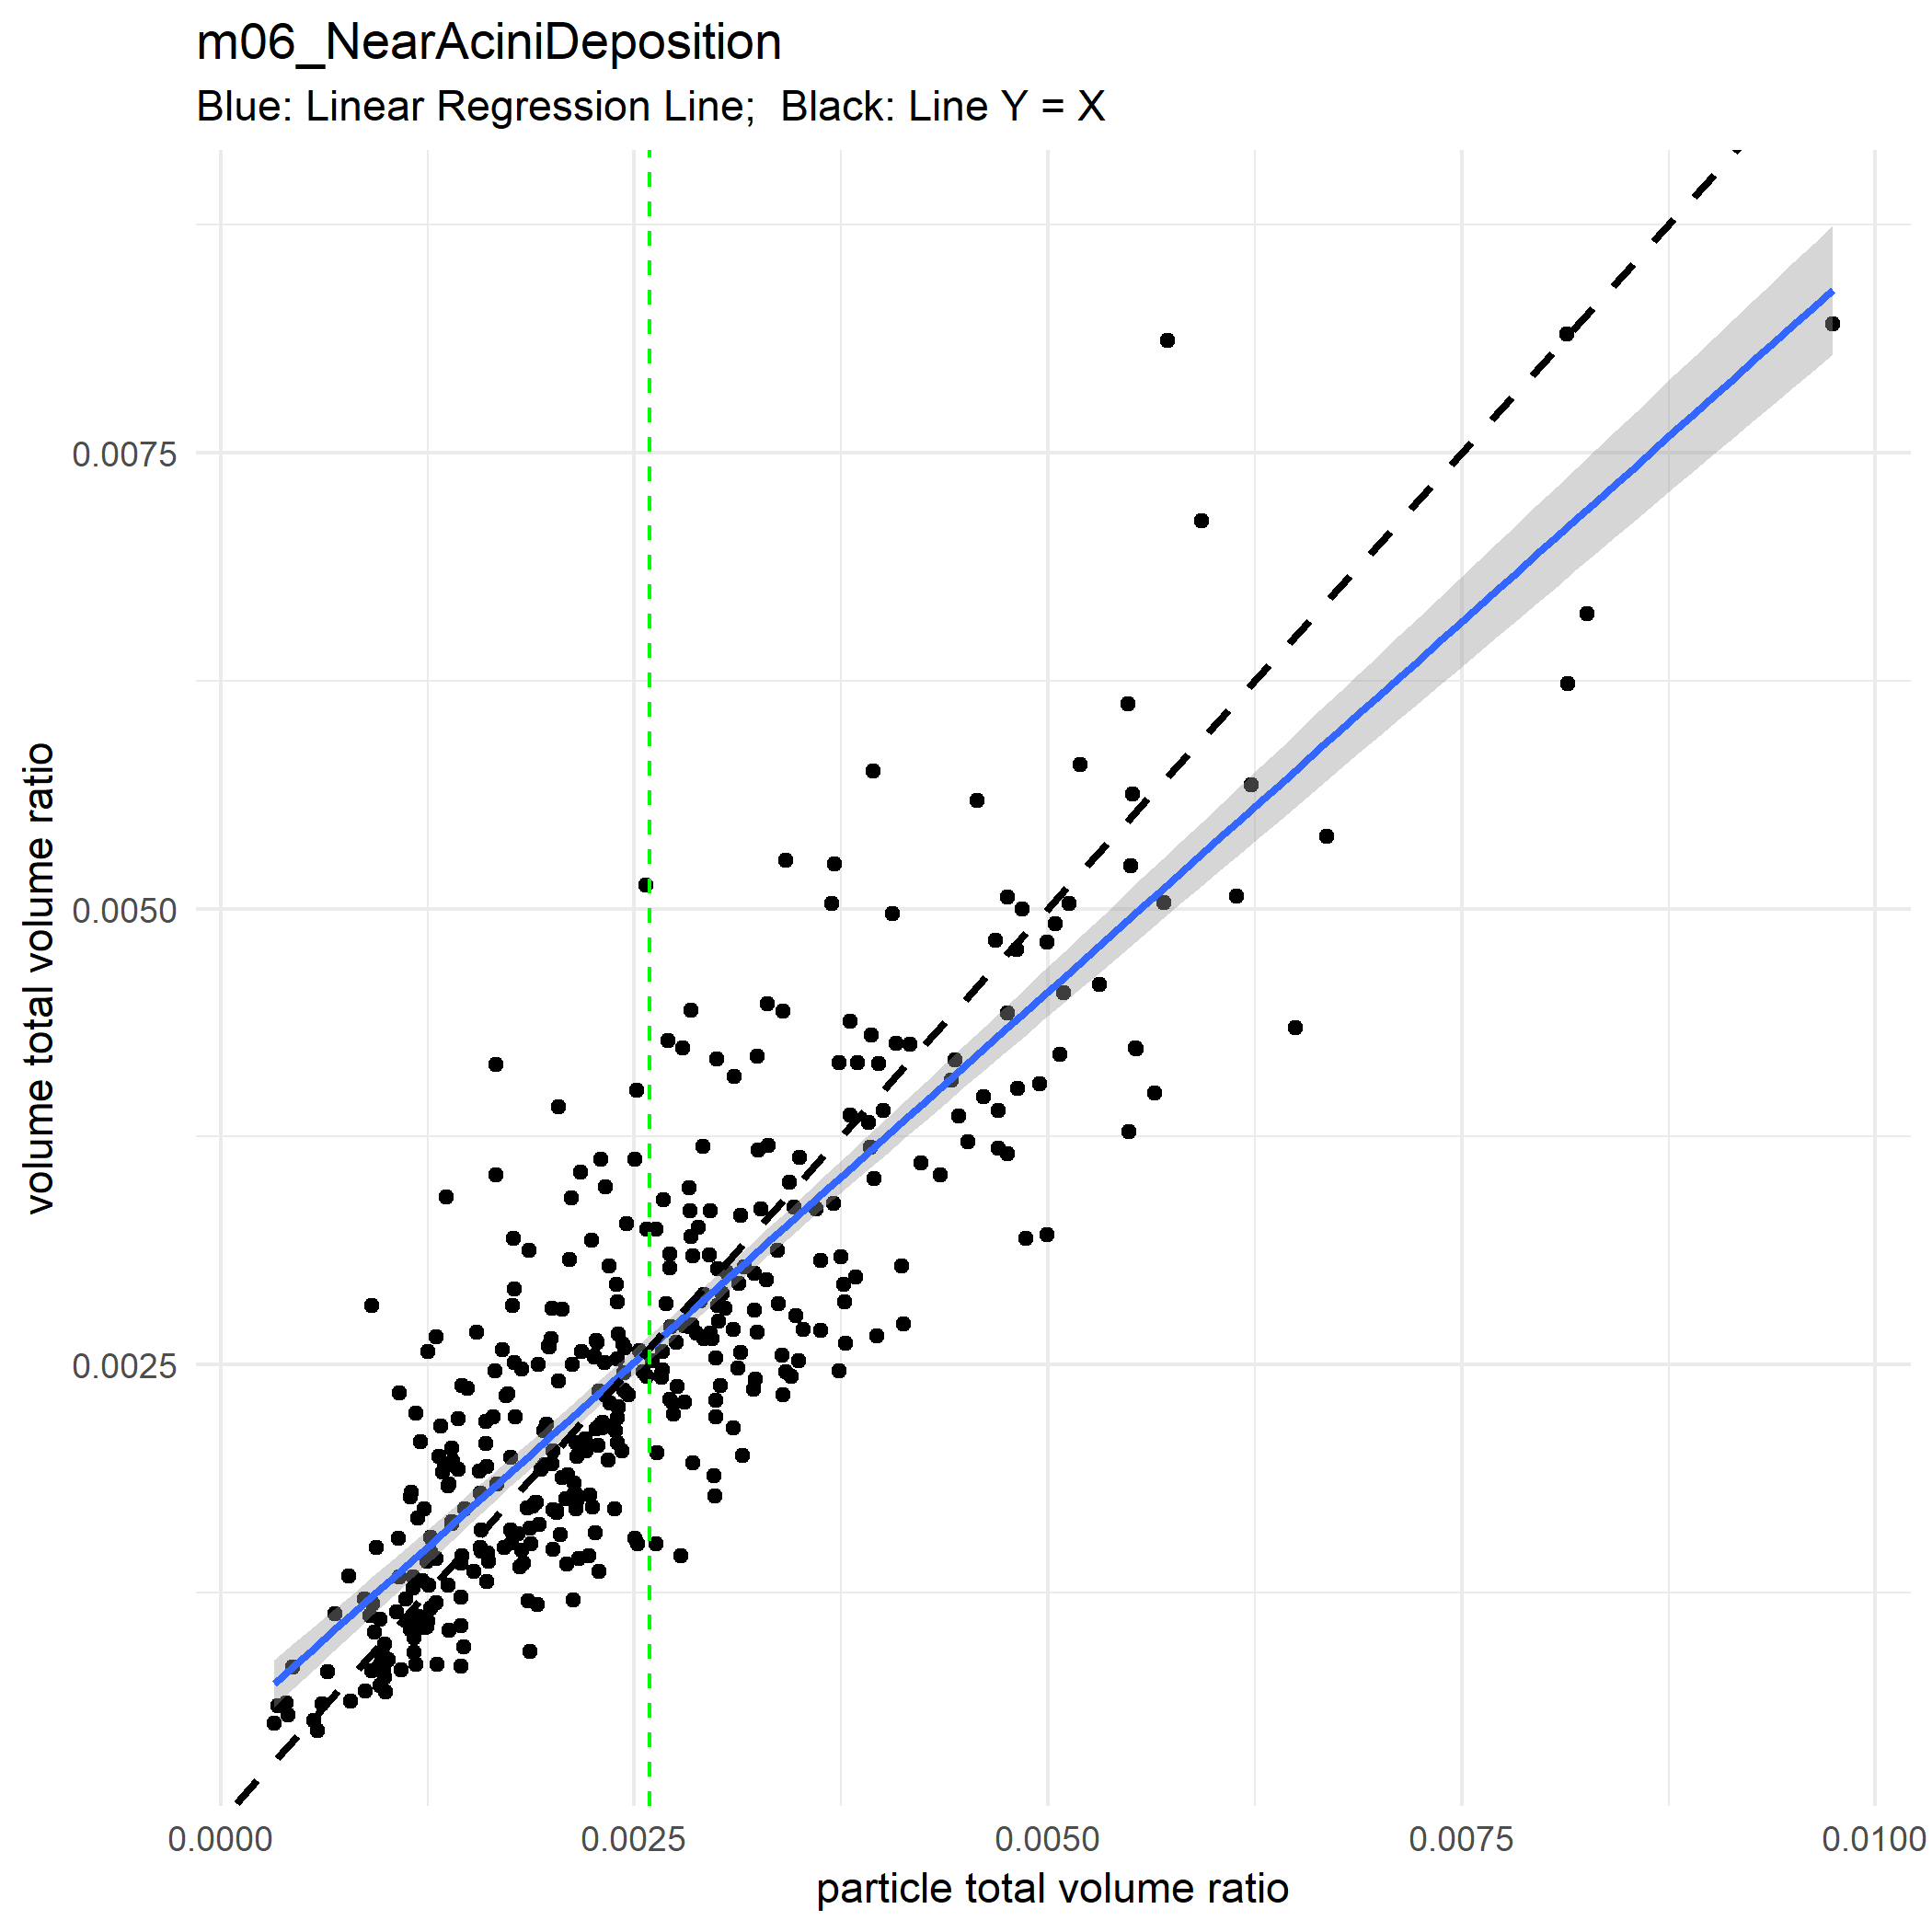 m06_NearAciniDeposition
Blue: Linear Regression Line;  Black: Line Y = X
volume total volume ratio
0.0075
0.0050
0.0025
0.0000
0.0025
0.0050
0.0075
0.0100
particle total volume ratio